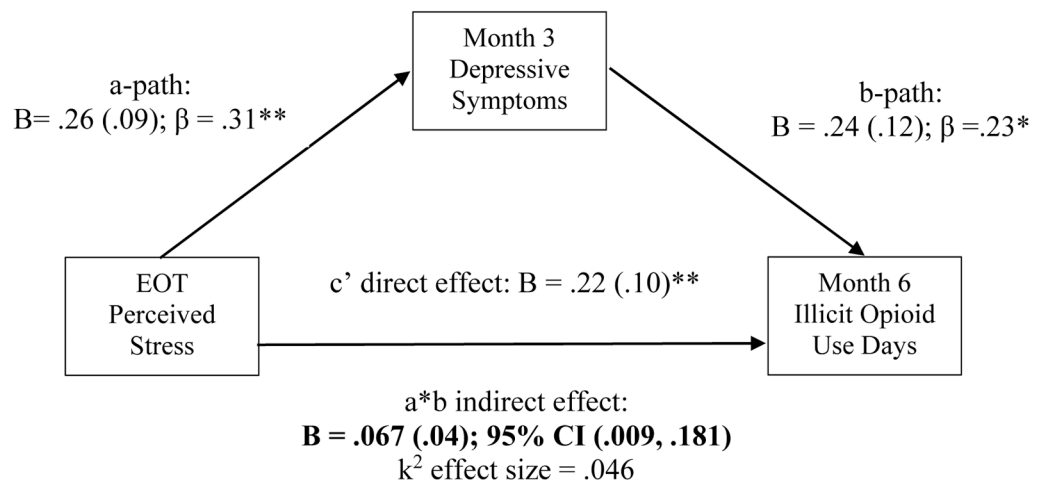 Month 3
Depressive
Symptoms
a-path:
B= .26 (.09); β = .31**
b-path:
B = .24 (.12); β =.23*
EOT
Perceived
Stress
c’ direct effect: B = .22 (.10)**
Month 6
Illicit Opioid
Use Days
a*b indirect effect:
B = .067 (.04); 95% CI (.009, .181)
k² effect size = .046